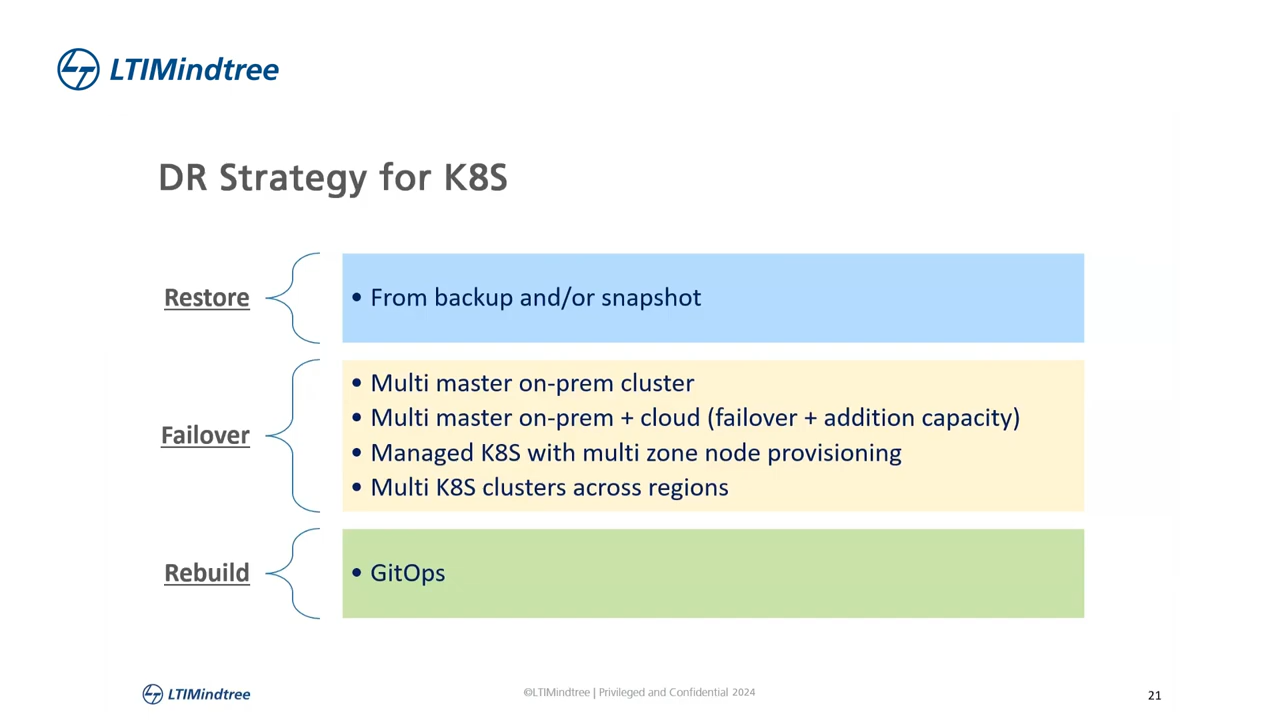 LTIMindtree
DR Strategy for K8S
Restore
• From backup and/or snapshot
Failover
• Multi master on-prem cluster
• Multi master on-prem + cloud (failover + addition capacity)
• Managed K8S with multi zone node provisioning
• Multi K8S clusters across regions
Rebuild
• GitOps
LTIMindtree
©LTIMindtree | Privileged and Confidential 2024
21